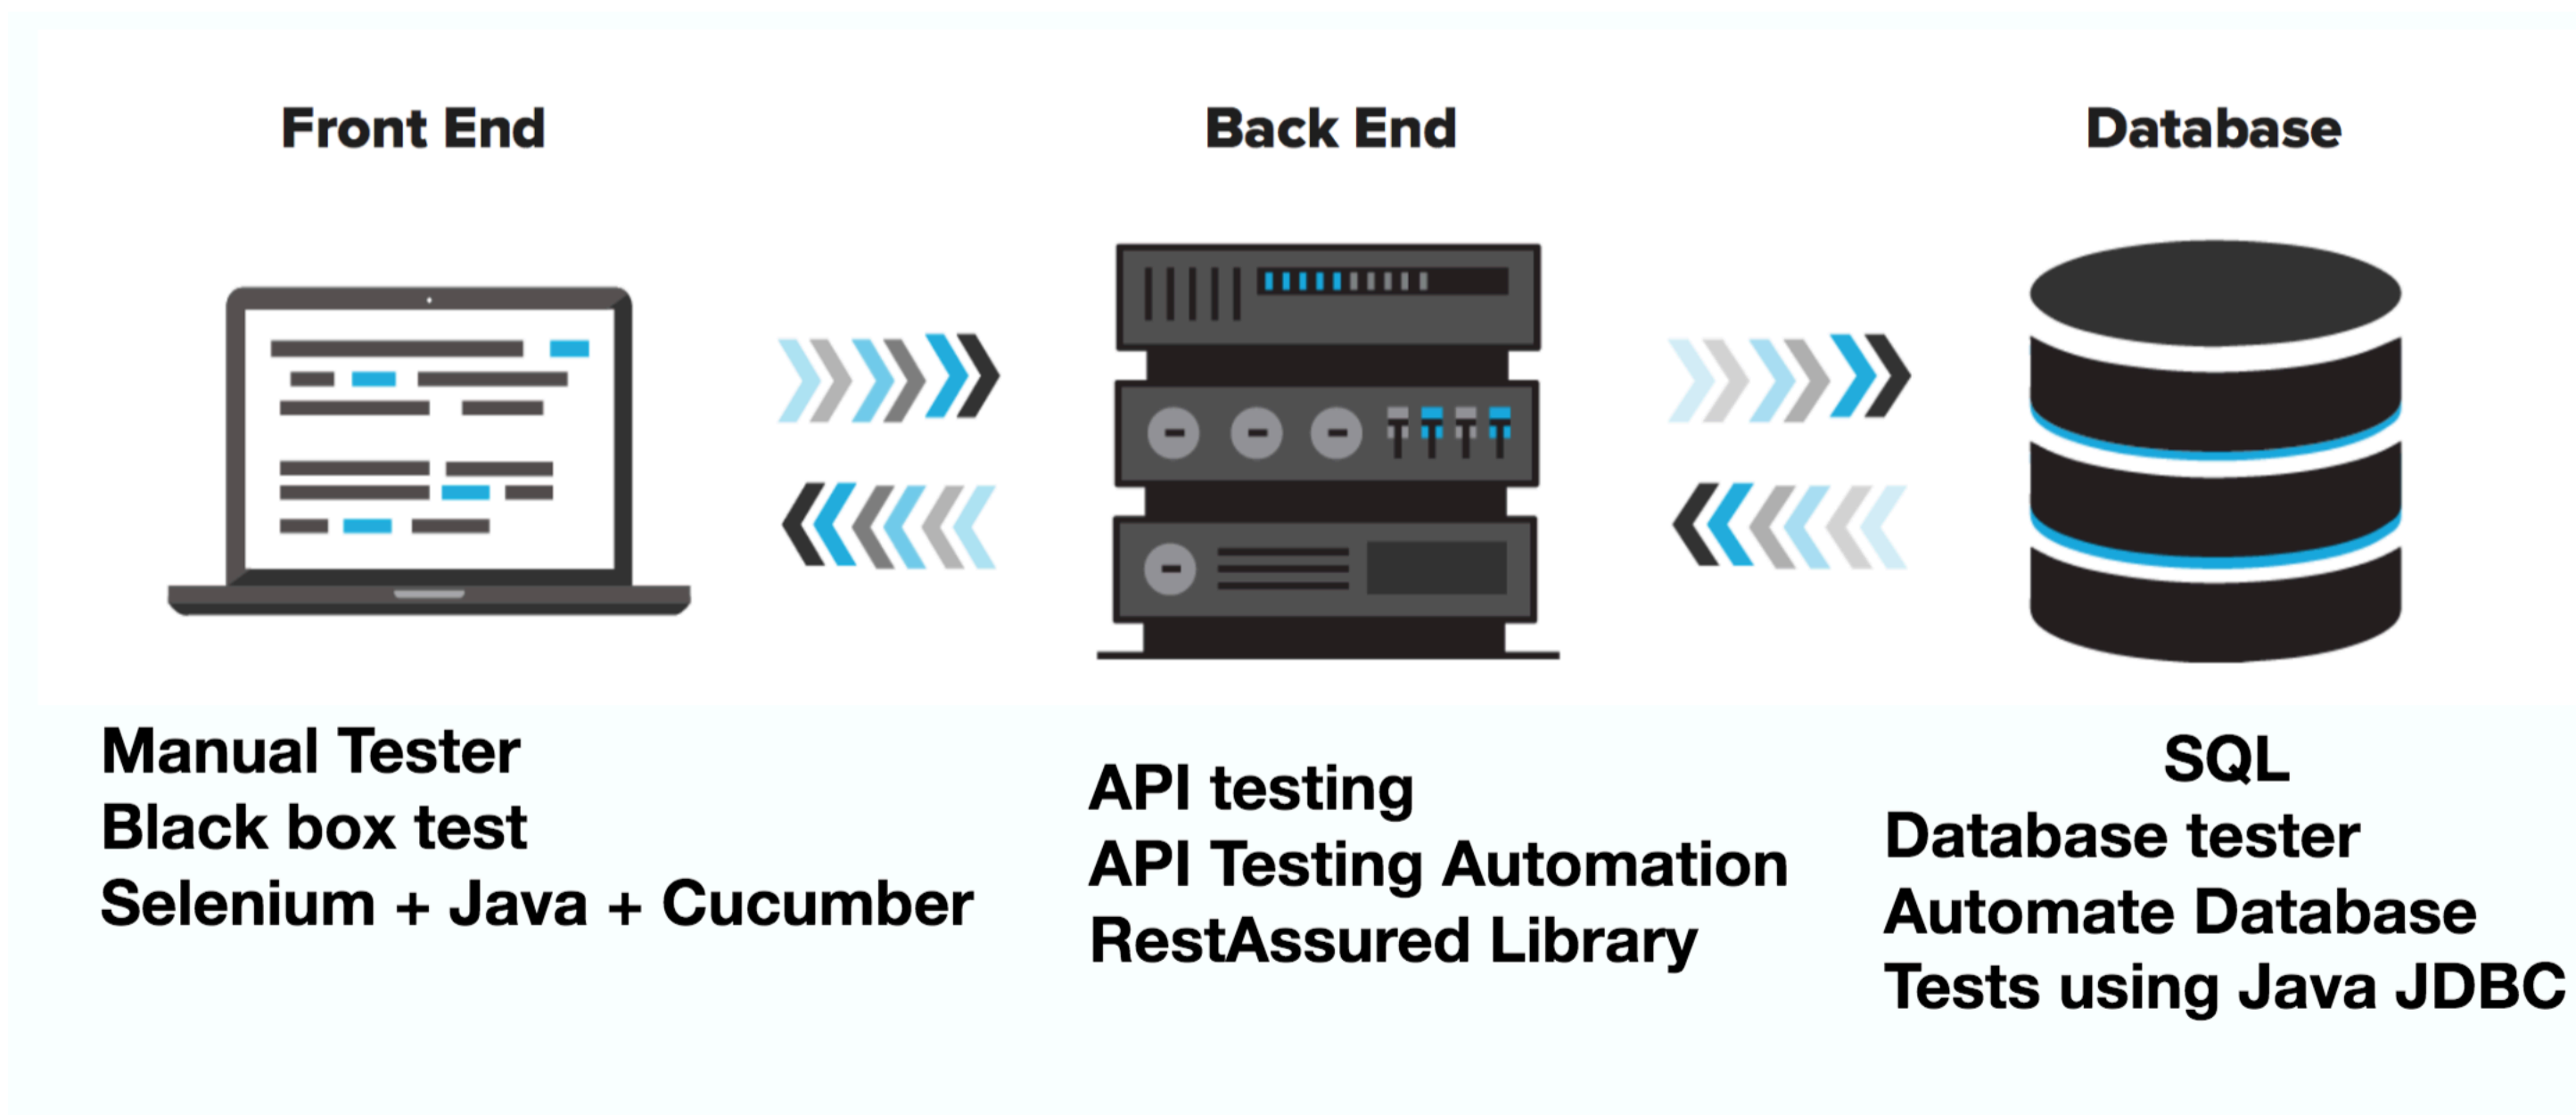 Front End
Back End
Database
Manual Tester
Black box test
Selenium + Java + Cucumber
API testing
API Testing Automation
RestAssured Library
SQL
Database tester
Automate Database
Tests using Java JDBC